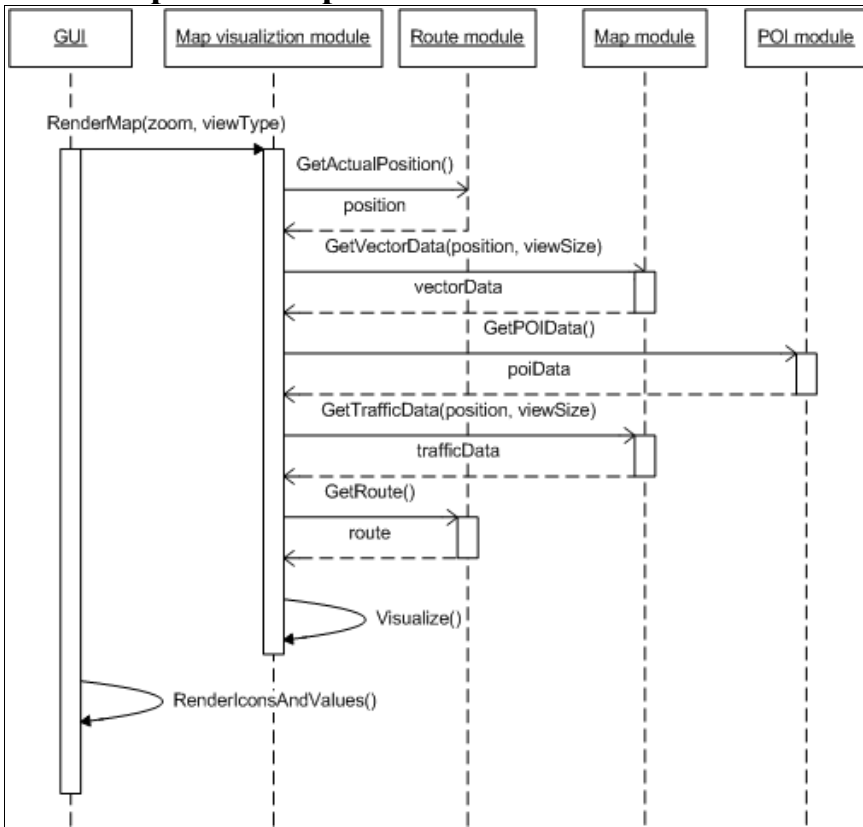 GUI
Map visualiztion module
Route module
Map module
POI module
RenderMap(zoom, viewType)
GetActualPosition()
position
GetVectorData(position, viewSize)
vectorData
GetPOIData()
poiData
GetTrafficData(position, viewSize)
trafficData
GetRoute()
route
Visualize()
RenderIconsAndValues()